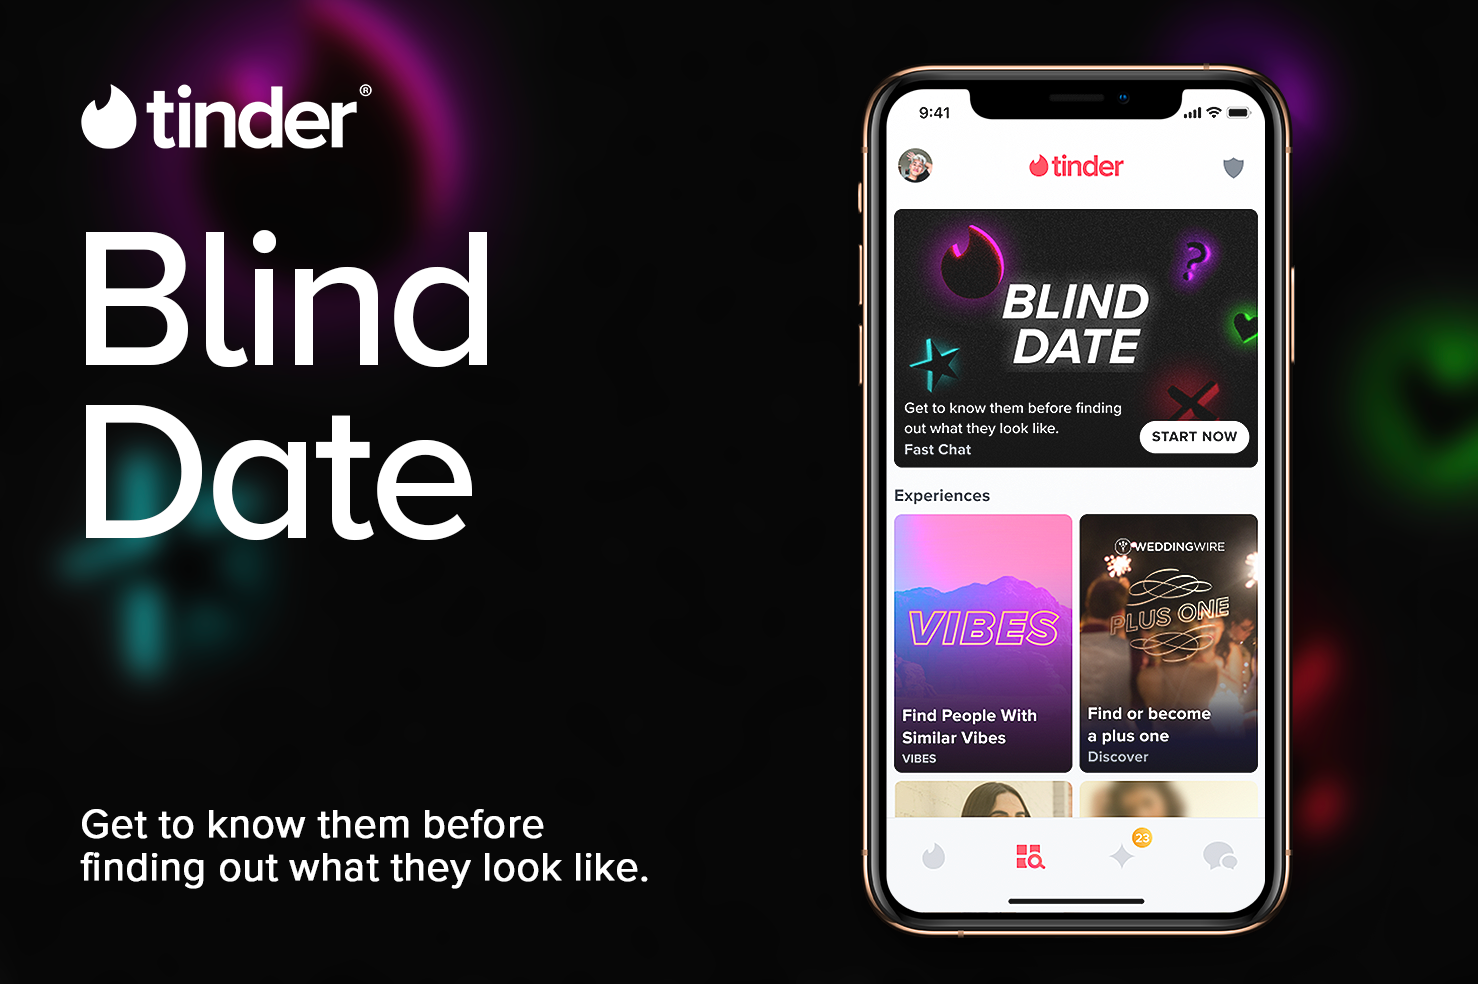 tinder®
Blind
Date
Get to know them before
finding out what they look like.
9:41
tinder
BLIND
DATE
Get to know them before finding
out what they look like.
Fast Chat
START NOW
Experiences
VIBES
Find People With
Similar Vibes
VIBES
WEDDINGWIRE
PLUS ONE
Find or become
a plus one
Discover
23